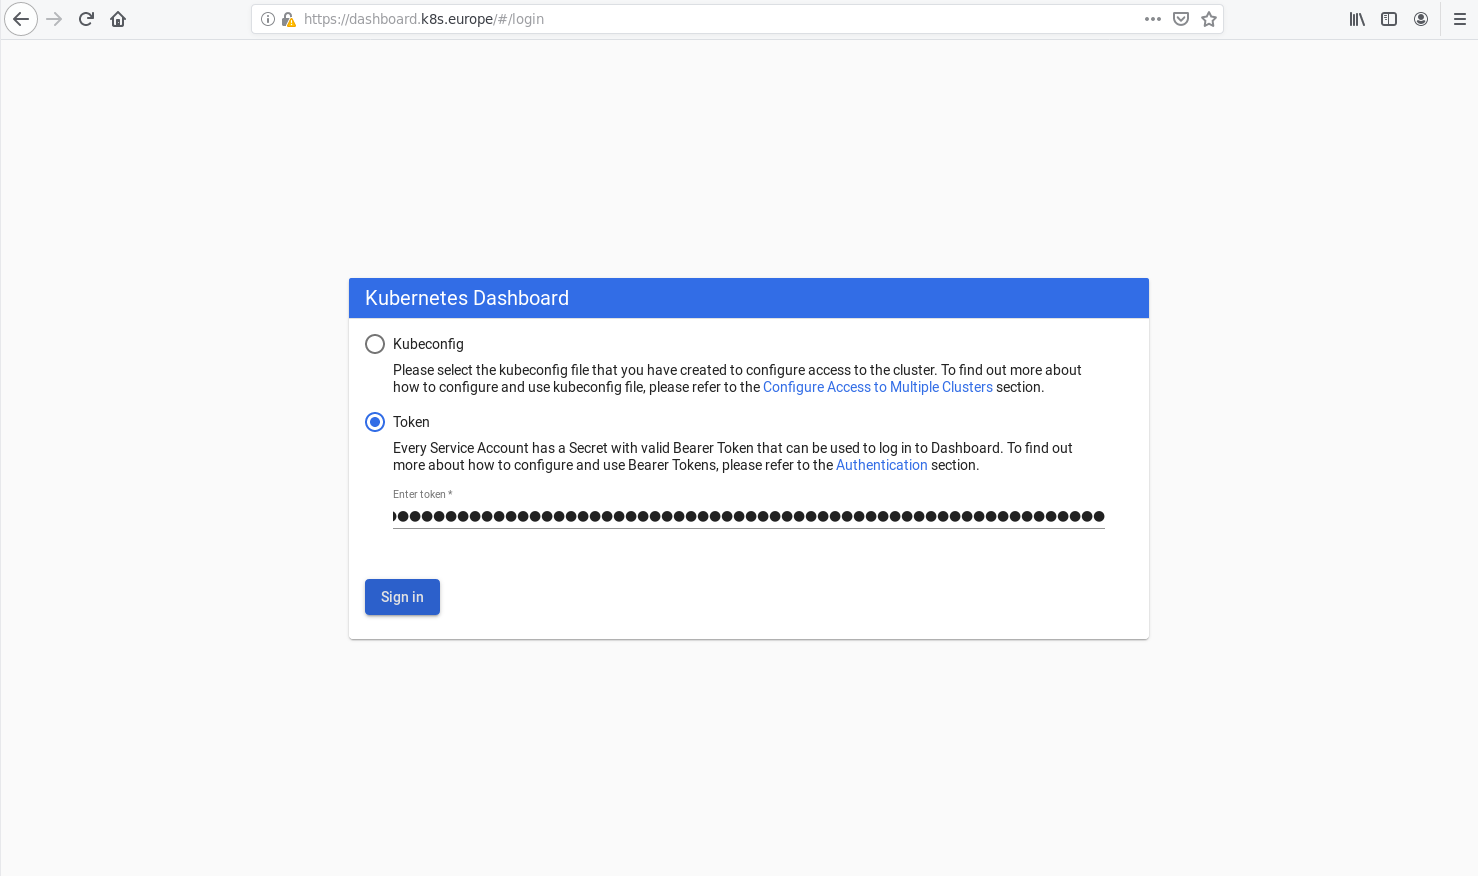 https://dashboard.k8s.europe/#/login
Kubernetes Dashboard
Kubeconfig
Please select the kubeconfig file that you have created to configure access to the cluster. To find out more about
how to configure and use kubeconfig file, please refer to the Configure Access to Multiple Clusters section.
Token
Every Service Account has a Secret with valid Bearer Token that can be used to log in to Dashboard. To find out
more about how to configure and use Bearer Tokens, please refer to the Authentication section.
Enter token *
Sign in